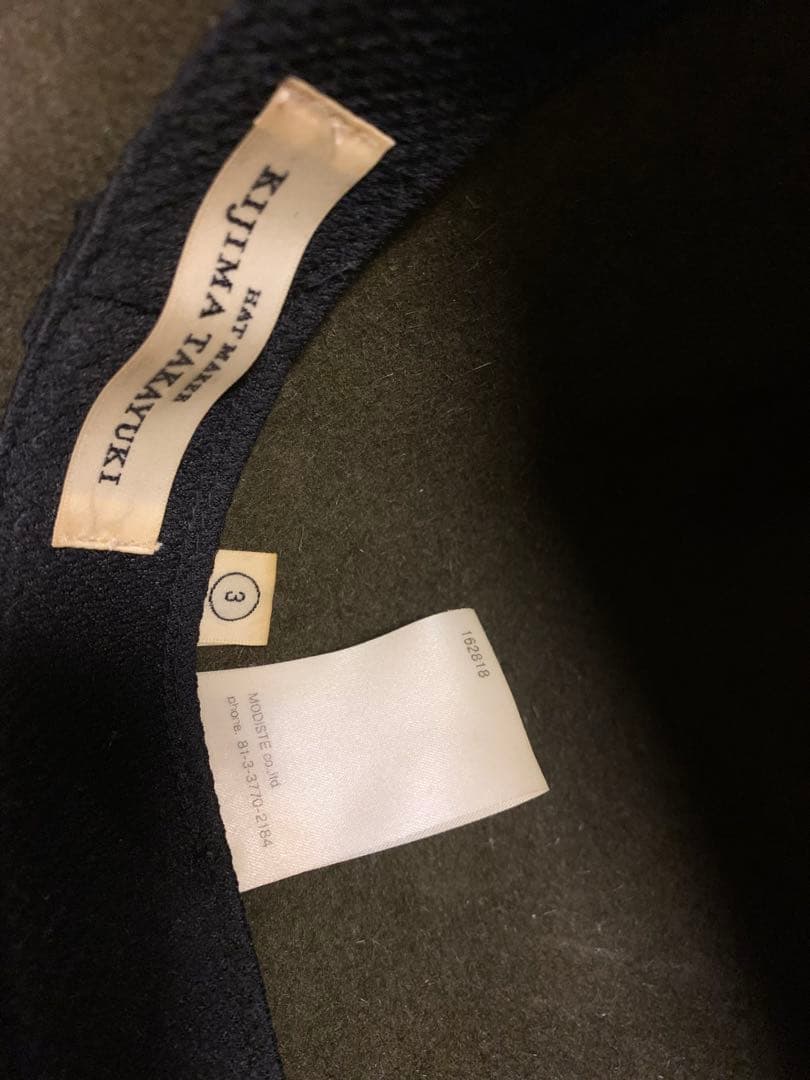 KIJIMA TAKAYUKI
HAT MAKER
3
162818
MODISTE co.,ltd
phone. 81-3-3770-2184